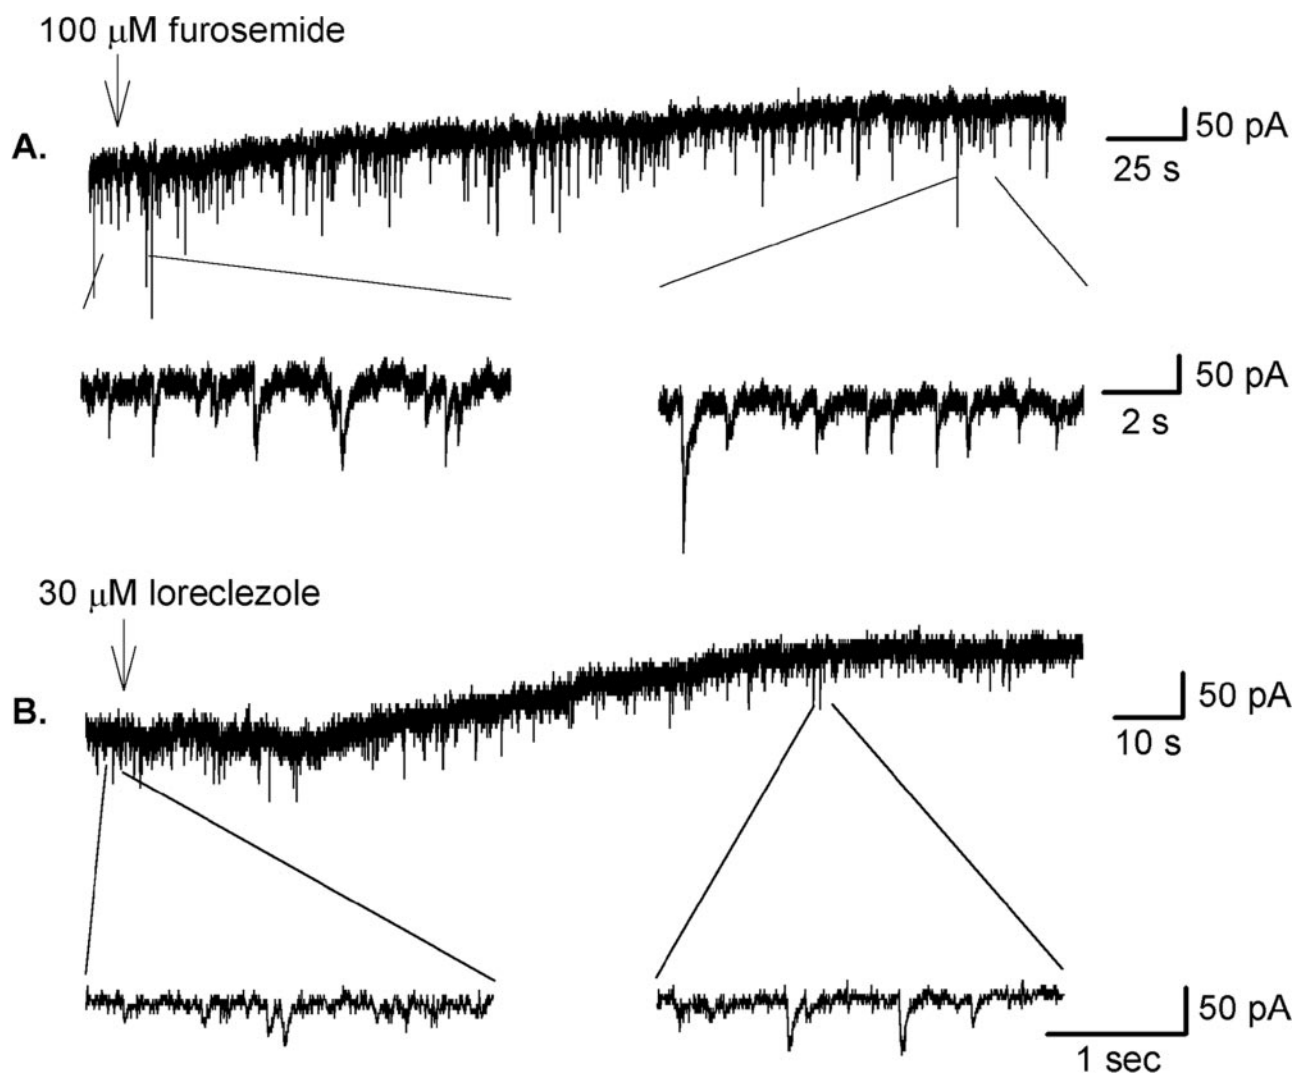 100 μM furosemide
A.
50 pA
25 s
50 pA
2 s
30 μM loreclezole
B.
50 pA
10 s
50 pA
1 sec